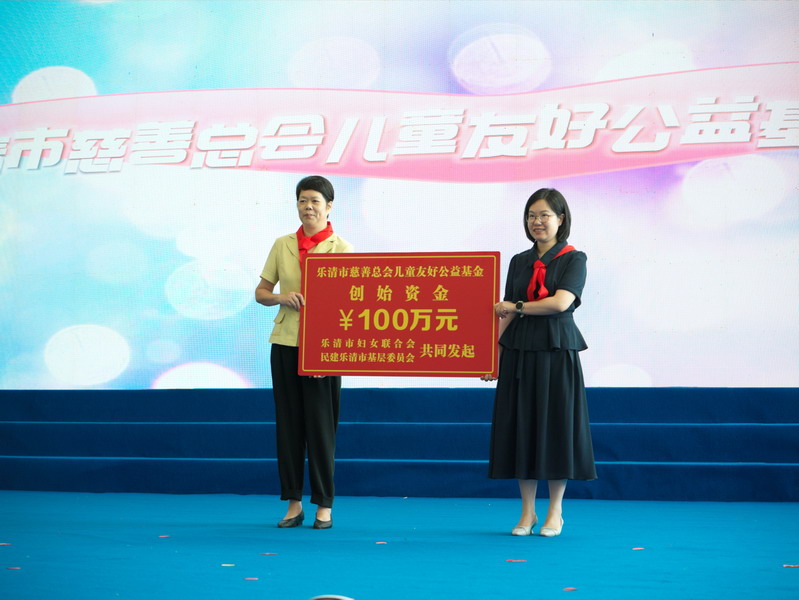 清市慈善总会儿童友好公益基
乐清市慈善总会儿童友好公益基金
创始资金
￥100万元
乐清市妇女联合会
民建乐清市基层委员会
共同发起